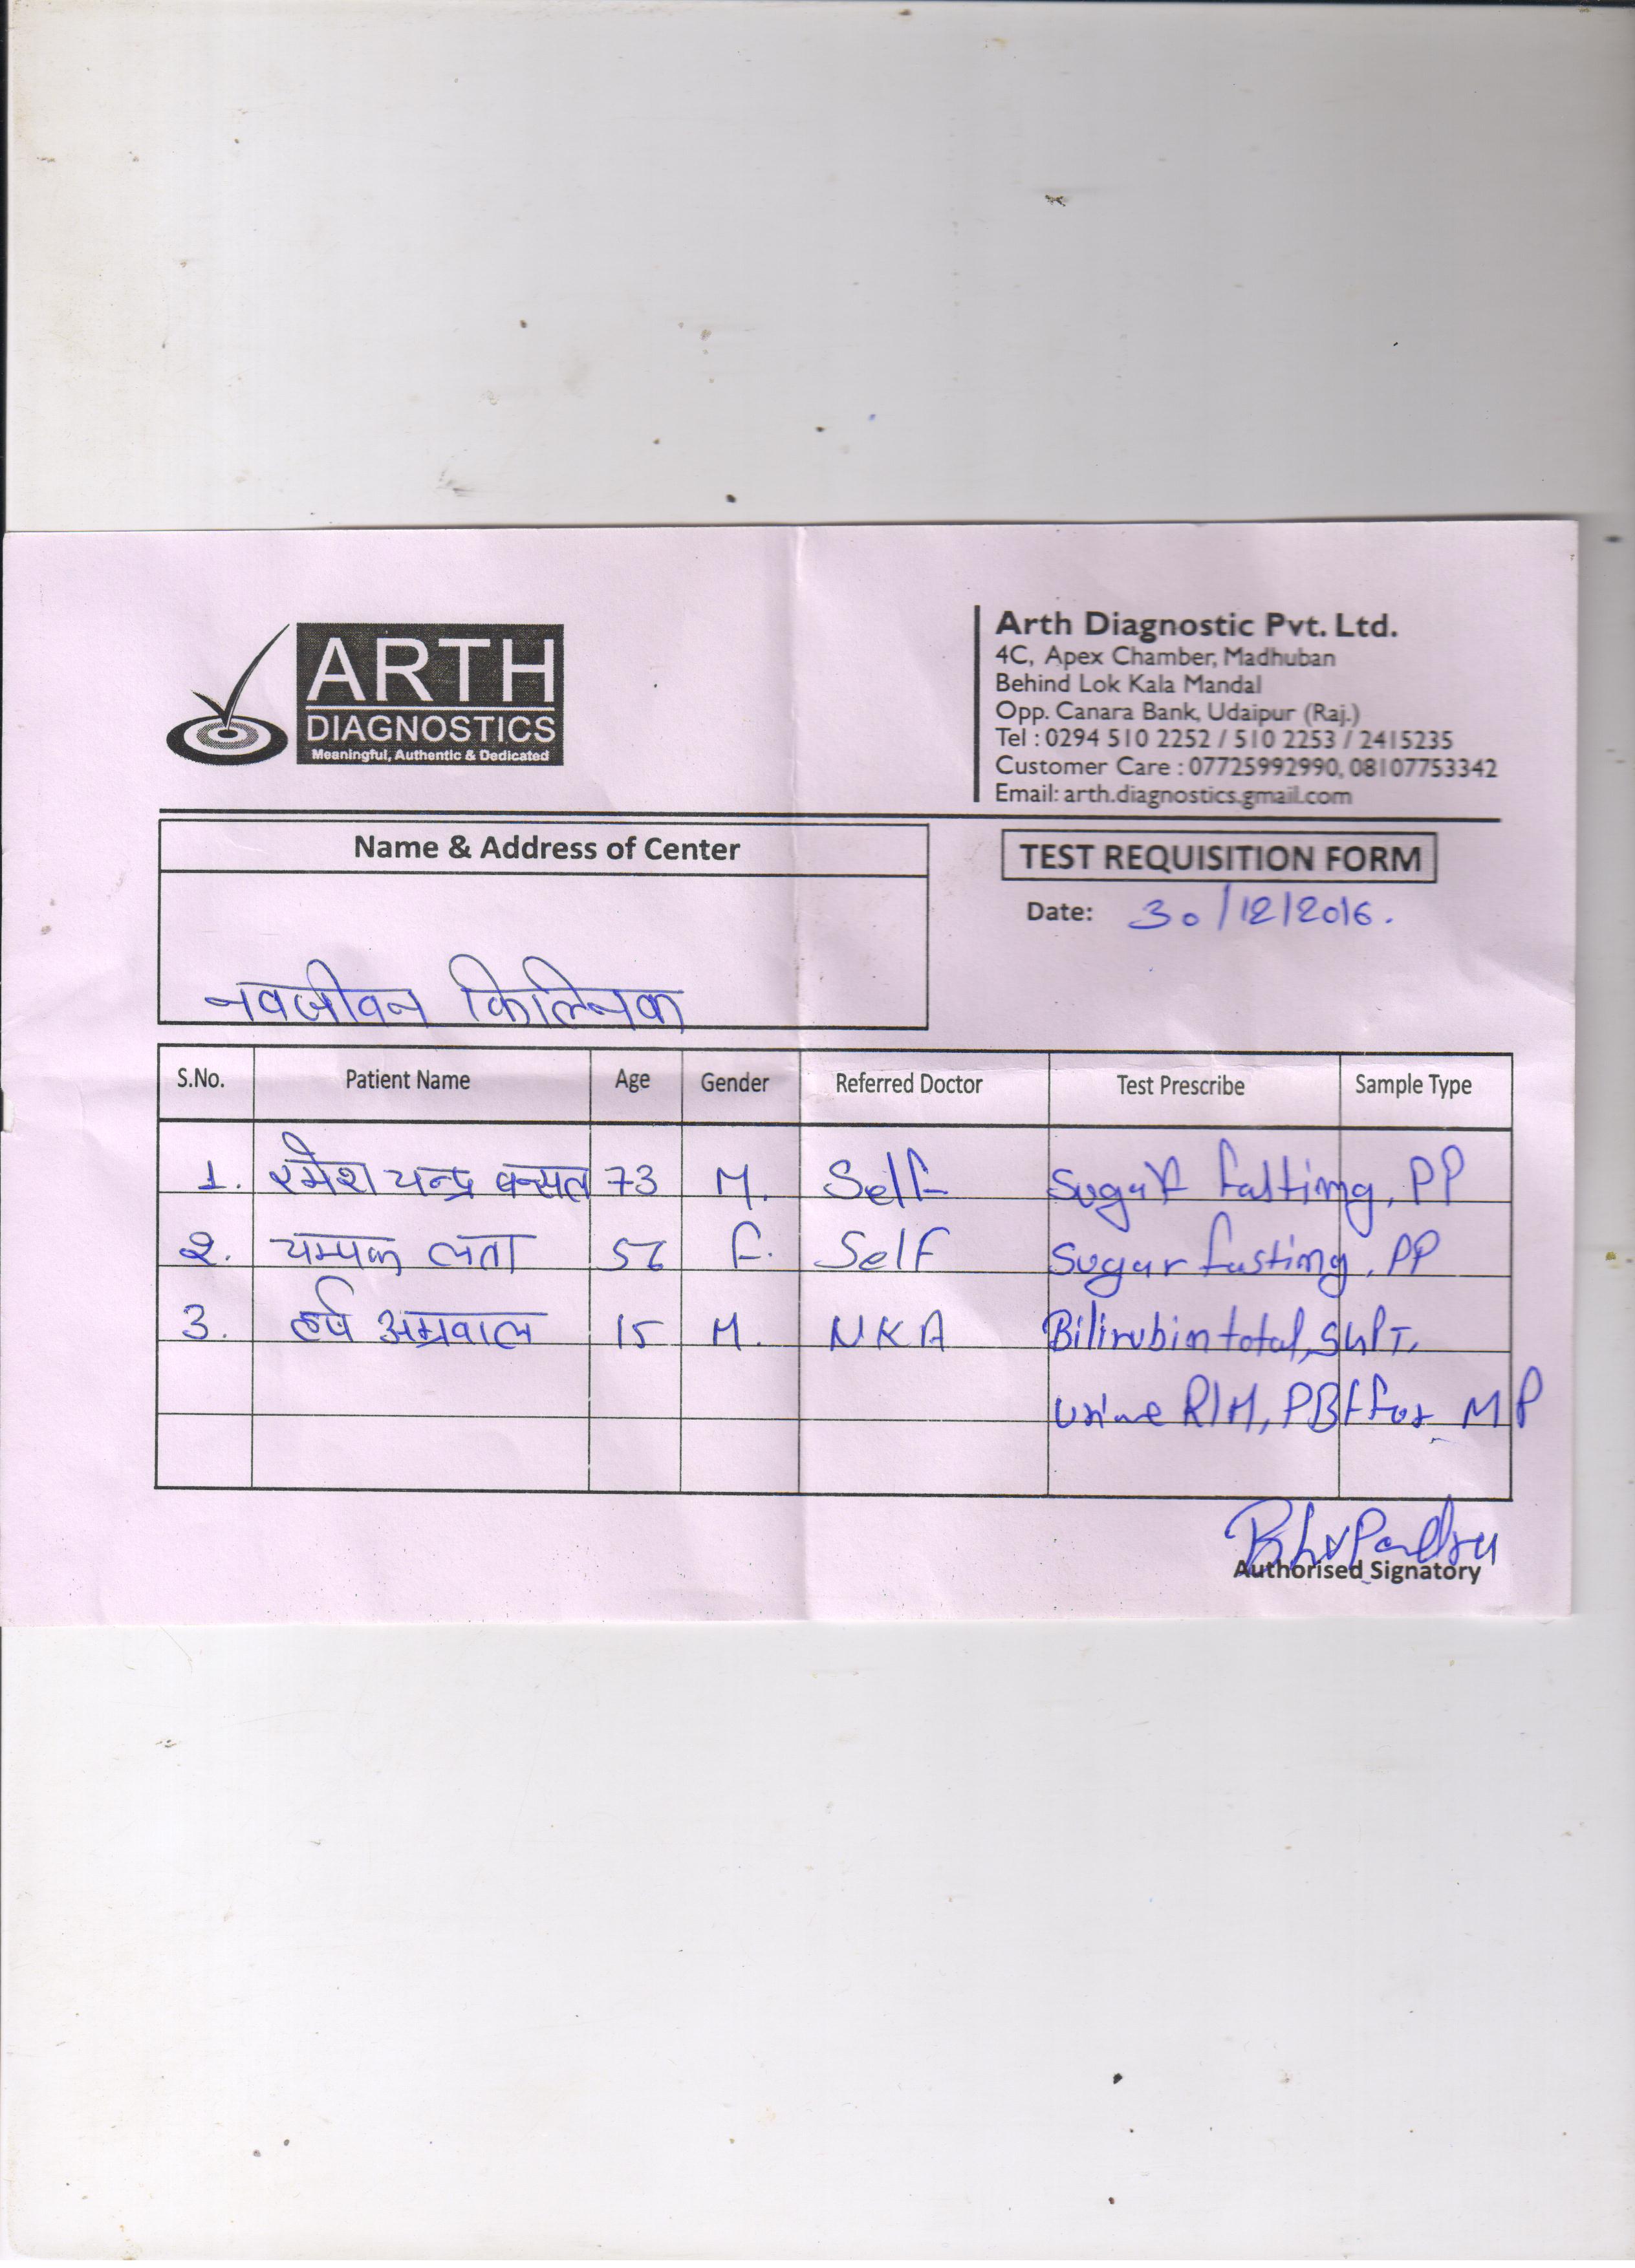 ARTH
DIAGNOSTICS
Meaningful, Authentic & Dedicated
Arth Diagnostic Pvt. Ltd.
4C, Apex Chamber, Madhuban
Behind Lok Kala Mandal
Opp. Canara Bank, Udaipur (Raj.)
Tel : 0294 510 2252 / 510 2253 / 2415235
Customer Care : 07725992990, 08107753342
Email: arth.diagnostics.gmail.com
Name & Address of Center
TEST REQUISITION FORM
Date: 30/12/2016.
नवजीवन किल्निक
S.No. Patient Name Age Gender Referred Doctor Test Prescribe Sample Type
1. रमेश चन्द्र बन्सल 73 M. Self Sugar fasting, PP
2. चम्पक लता 56 F. Self Sugar fasting, PP
3. हर्ष अग्रवाल 15 M. NKA Bilirubin total, SGPT,
urine R/M, PBF for MP
Authorised Signatory